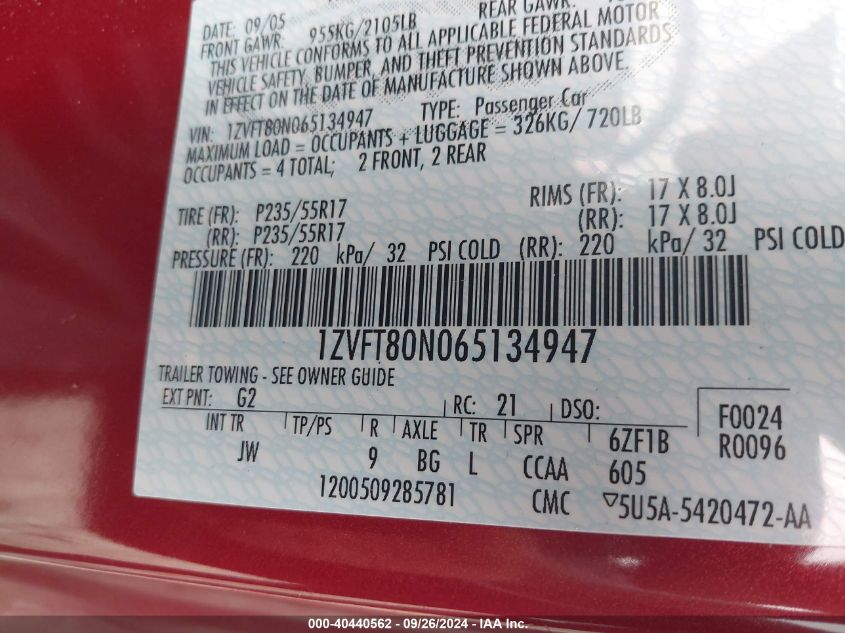 DATE: 09/05
REAR GAWR:
FRONT GAWR: 955KG/2105LB
THIS VEHICLE CONFORMS TO ALL APPLICABLE FEDERAL MOTOR
VEHICLE SAFETY, BUMPER, AND THEFT PREVENTION STANDARDS
IN EFFECT ON THE DATE OF MANUFACTURE SHOWN ABOVE.
VIN: 1ZVFT80N065134947 TYPE: Passenger Car
MAXIMUM LOAD = OCCUPANTS + LUGGAGE = 326KG/ 720LB
OCCUPANTS = 4 TOTAL; 2 FRONT, 2 REAR
TIRE (FR): P235/55R17 RIMS (FR): 17 X 8.0J
(RR): P235/55R17 (RR): 17 X 8.0J
PRESSURE (FR): 220 kPa/ 32 PSI COLD (RR): 220 kPa/ 32 PSI COLD
1ZVFT80N065134947
TRAILER TOWING - SEE OWNER GUIDE
EXT PNT: G2 RC: 21 DSO: F0024
INT TR TP/PS R AXLE TR SPR 6ZF1B R0096
JW 9 BG L CCAA 605
1200509285781 CMC ▽5U5A-5420472-AA
000-40440562 - 09/26/2024 - IAA Inc.